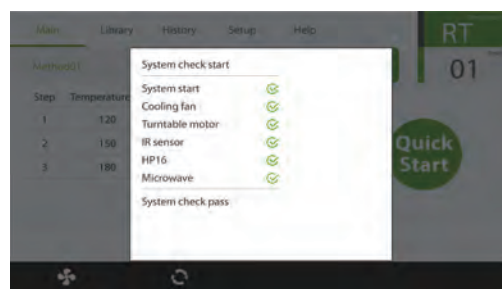 Main Library History Setup Help
RT
01
Method01
Step Temperature
1 120
2 150
3 180
System check start
System start
Cooling fan
Turntable motor
IR sensor
HP16
Microwave
System check pass
Quick
Start